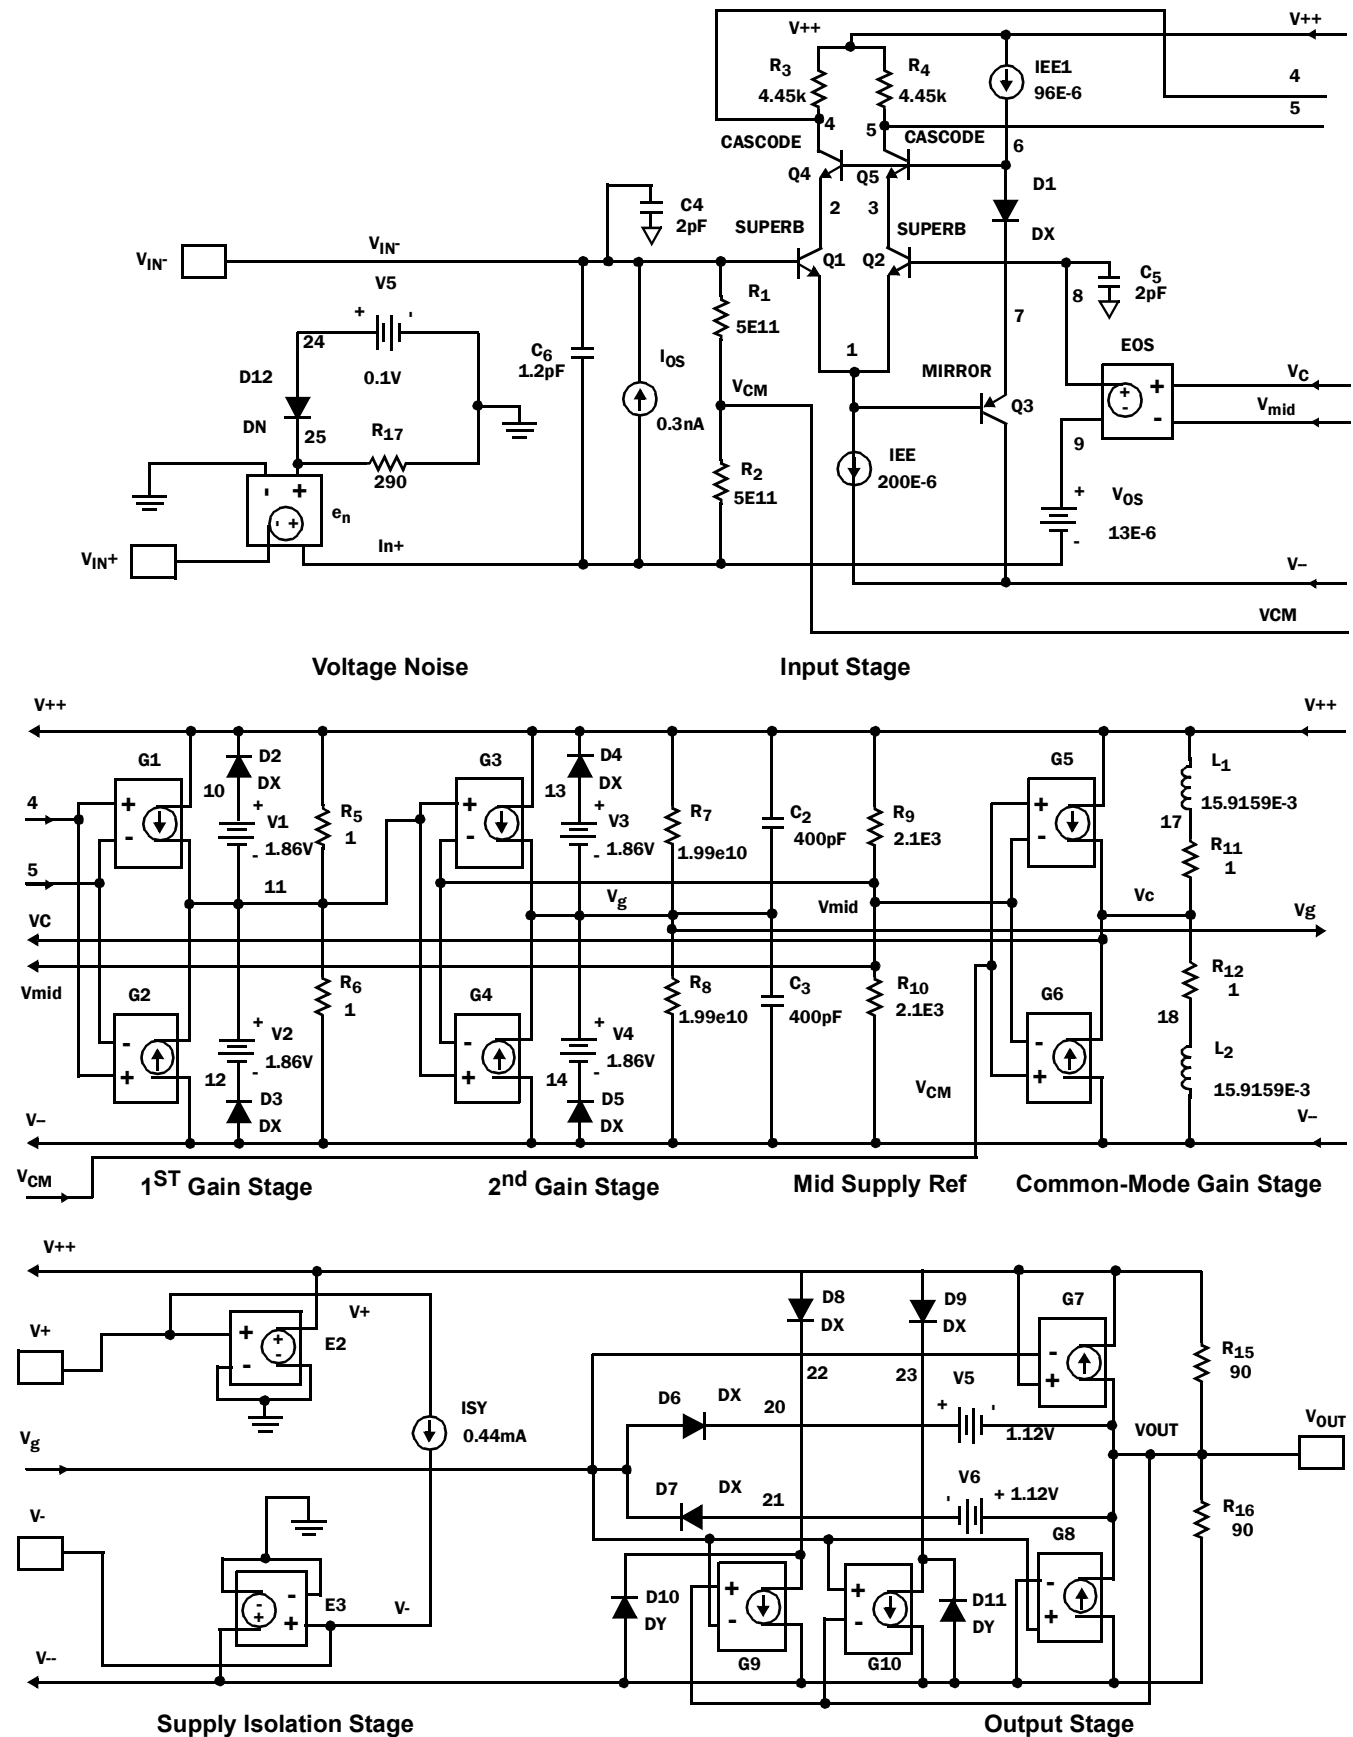 V++
V++
R3
4.45k
R4
4.45k
IEE1
96E-6
4
5
4
5
CASCODE
CASCODE
6
Q4
Q5
D1
2
3
DX
C4
2pF
SUPERB
SUPERB
VIN-
VIN-
Q1
Q2
V5
+ -
R1
5E11
8
C5
2pF
7
24
C6
1.2pF
IOS
1
EOS
D12
0.1V
VCM
MIRROR
VC
+
-
+
-
DN
25
R17
0.3nA
Q3
Vmid
290
R2
5E11
IEE
200E-6
9
- +
en
- +
+
VOS
13E-6
-
VIN+
In+
V--
VCM
Voltage Noise
Input Stage
V++
V++
G1
D2
DX
10
G3
D4
DX
13
G5
L1
15.9159E-3
17
4
+
-
+
V1
- 1.86V
R5
1
+
-
+
V3
- 1.86V
R7
1.99e10
C2
400pF
R9
2.1E3
+
-
R11
1
5
11
Vg
Vmid
Vc
Vg
VC
Vmid
G2
R6
1
G4
R8
1.99e10
C3
400pF
R10
2.1E3
G6
R12
1
18
-
+
+
V2
- 1.86V
12
-
+
+
V4
- 1.86V
14
-
+
L2
15.9159E-3
D3
DX
D5
DX
VCM
V--
V--
VCM
1ST Gain Stage
2nd Gain Stage
Mid Supply Ref
Common-Mode Gain Stage
V++
V+
V+
+
-
+
-
E2
D8
DX
D9
DX
G7
-
+
R15
90
22
23
ISY
0.44mA
D6
DX
20
V5
+ -
1.12V
Vg
VOUT
VOUT
D7
DX
21
V6
- + 1.12V
V-
R16
90
G8
-
+
E3
V-
-
+
D10
DY
+
-
+
-
D11
DY
-
+
V--
G9
G10
Supply Isolation Stage
Output Stage